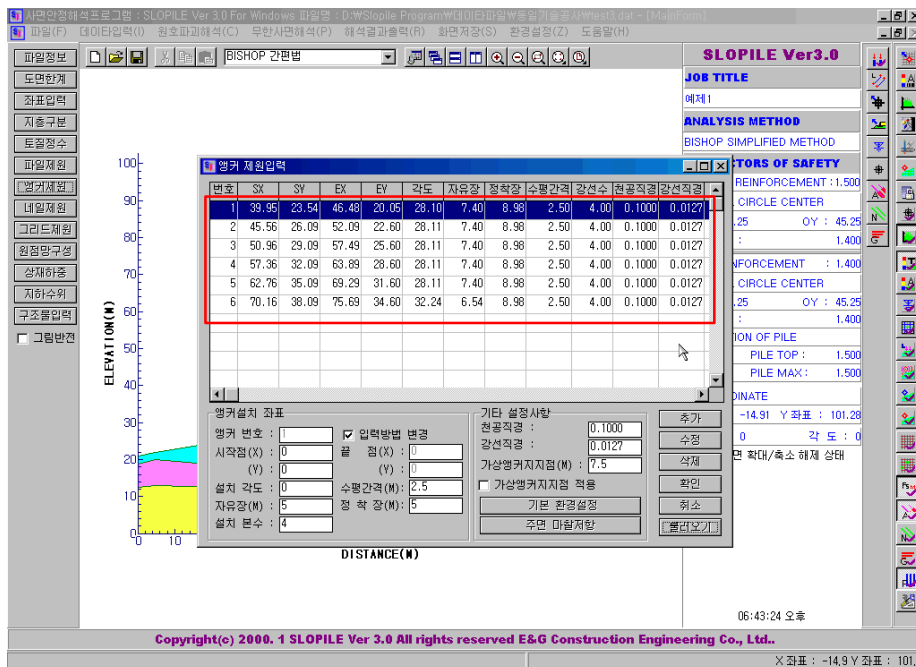 사면안정해석프로그램 : SLOPILE Ver 3.0 For Windows 파일명 : D:₩Slopile Program₩데이타파일₩동일기술공사₩test3.dat - [MainForm]
파일(F) 데이타입력(I) 원호파괴해석(C) 무한사면해석(P) 해석결과출력(R) 화면저장(S) 환경설정(Z) 도움말(H)
파일정보
도면한계
좌표입력
지층구분
토질정수
파일제원
앵커제원
네일제원
그리드제원
원점망구성
상재하중
지하수위
구조물입력
그림반전
BISHOP 간편법
SLOPILE Ver3.0
JOB TITLE
예제1
ANALYSIS METHOD
BISHOP SIMPLIFIED METHOD
TORS OF SAFETY
REINFORCEMENT : 1.500
CIRCLE CENTER
.25 OY : 45.25
: 1.400
NFORCEMENT : 1.400
CIRCLE CENTER
.25 OY : 45.25
: 1.400
ION OF PILE
PILE TOP : 1.500
PILE MAX : 1.500
DINATE
-14.91 Y 좌표 : 101.28
0 각 도 : 0
면 확대/축소 해제 상태
06:43:24 오후
앵커 제원입력
번호 SX SY EX EY 각도 자유장 정착장 수평간격 강선수 천공직경 강선직경
1 39.95 23.54 46.48 20.05 28.10 7.40 8.98 2.50 4.00 0.1000 0.0127
2 45.56 26.09 52.09 22.60 28.11 7.40 8.98 2.50 4.00 0.1000 0.0127
3 50.96 29.09 57.49 25.60 28.11 7.40 8.98 2.50 4.00 0.1000 0.0127
4 57.36 32.09 63.89 28.60 28.11 7.40 8.98 2.50 4.00 0.1000 0.0127
5 62.76 35.09 69.29 31.60 28.11 7.40 8.98 2.50 4.00 0.1000 0.0127
6 70.16 38.09 75.69 34.60 32.24 6.54 8.98 2.50 4.00 0.1000 0.0127
앵커설치 좌표
앵커 번호 : 1 입력방법 변경
시작점(X) : 0 끝 점(X) : 0
(Y) : 0 (Y) : 0
설치 각도 : 0 수평간격(M) : 2.5
자유장(M) : 5 정 착 장(M) : 5
설치 본수 : 4
기타 설정사항
천공직경 : 0.1000
강선직경 : 0.0127
가상앵커지지점(M) : 7.5
가상앵커지지점 적용
기본 환경설정
주면 마찰저항
추가
수정
삭제
확인
취소
불러오기
ELEVATION(M)
100
90
80
70
60
50
40
30
20
10
0
0 10
DISTANCE(M)
Copyright(c) 2000. 1 SLOPILE Ver 3.0 All rights reserved E&G Construction Engineering Co., Ltd..
X 좌표 : -14.9 Y 좌표 : 101.